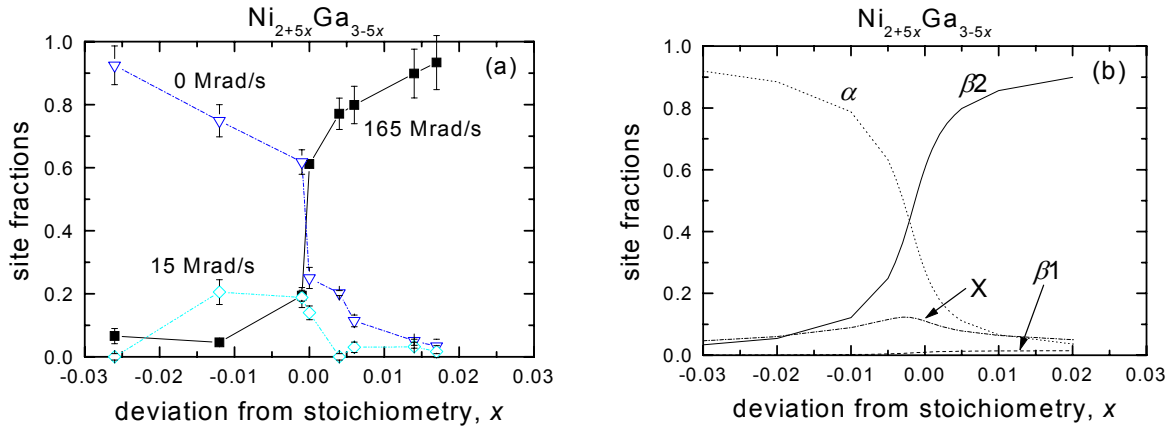 Ni2+5xGa3-5x
(a)
1.0
0.8
0.6
0.4
0.2
0.0
site fractions
0 Mrad/s
165 Mrad/s
15 Mrad/s
-0.03 -0.02 -0.01 0.00 0.01 0.02 0.03
deviation from stoichiometry, x
Ni2+5xGa3-5x
(b)
1.0
0.8
0.6
0.4
0.2
0.0
site fractions
α
β2
X
β1
-0.03 -0.02 -0.01 0.00 0.01 0.02 0.03
deviation from stoichiometry, x